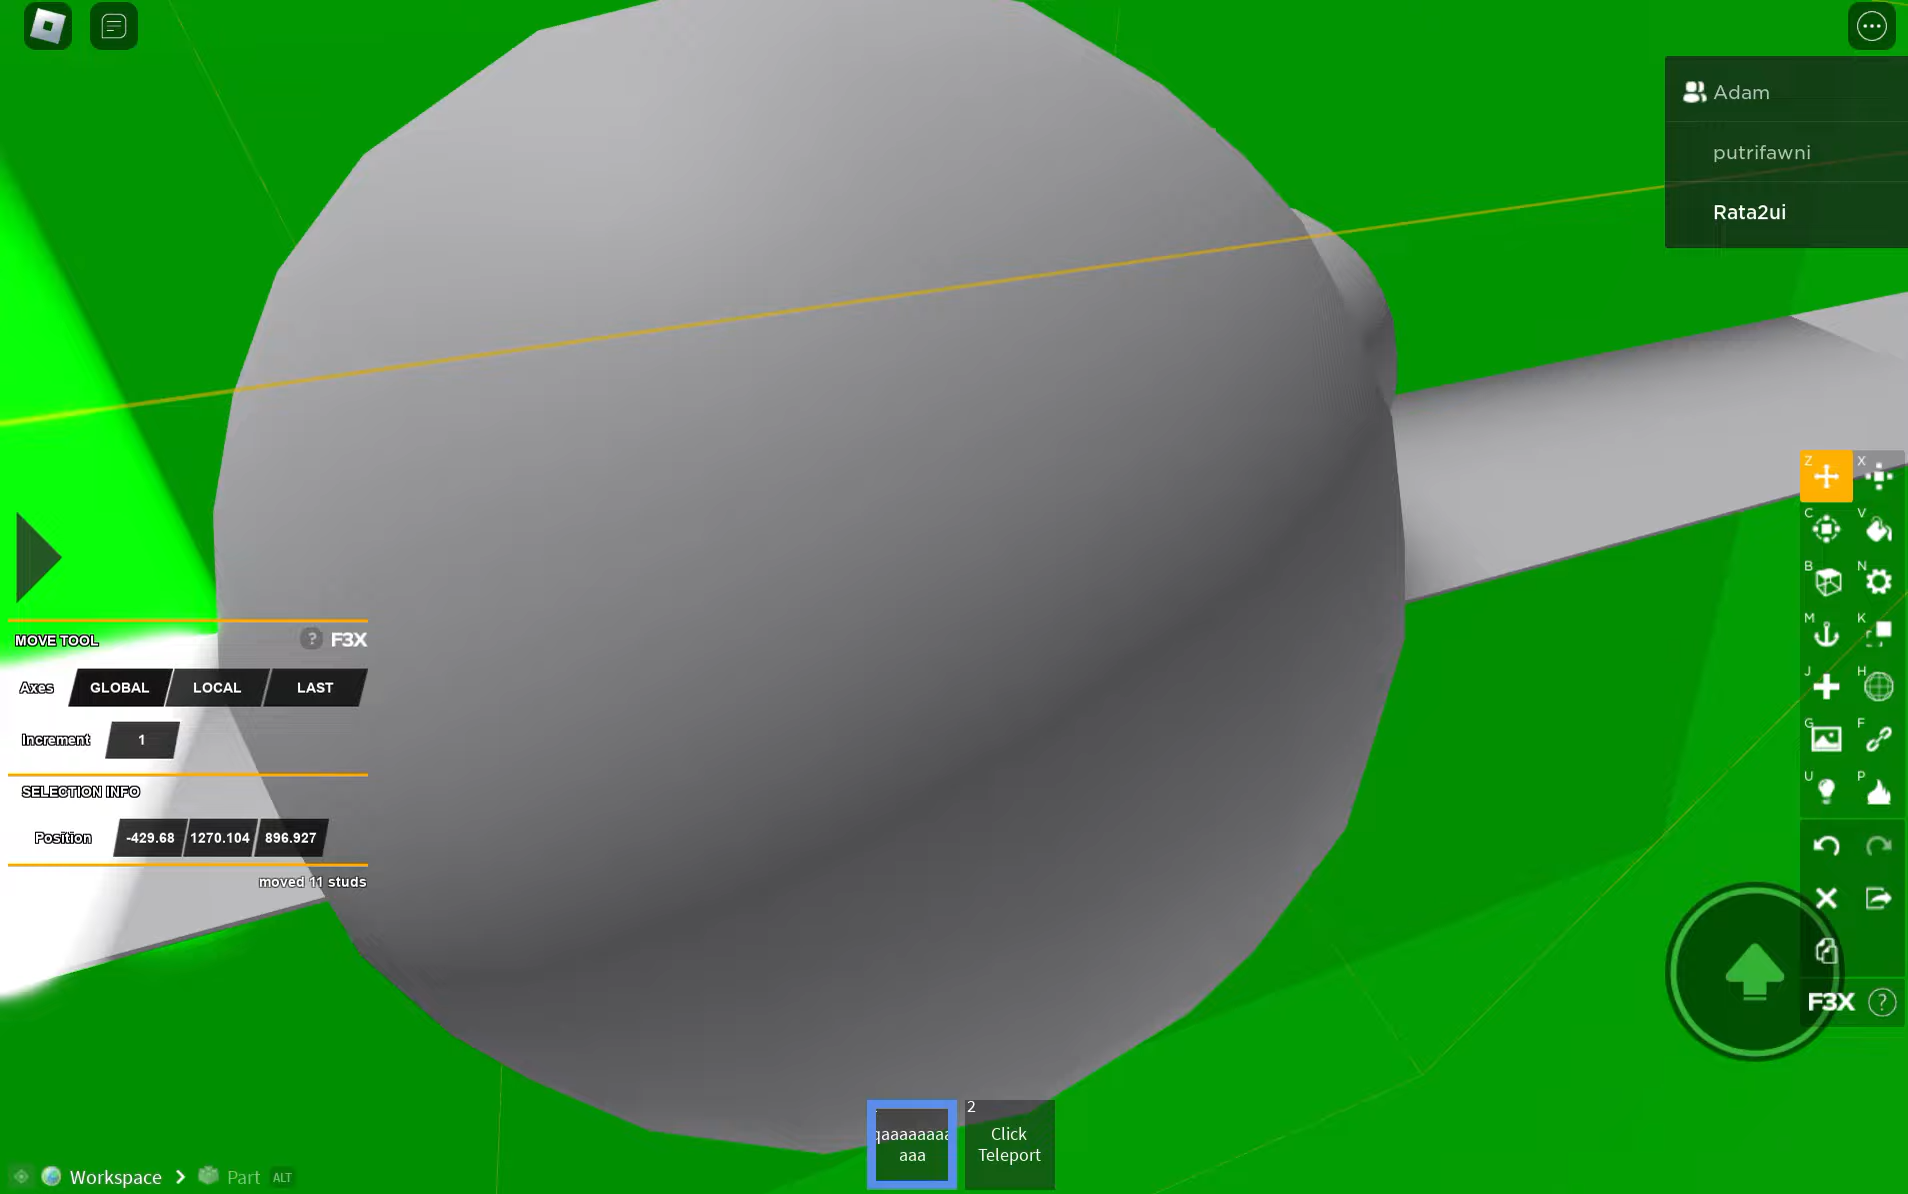 Adam
putrifawni
Rata2ui
Z X
C V
B N
M K
J H
G F
U P
MOVE TOOL ? F3X
Axes GLOBAL LOCAL LAST
Increment 1
SELECTION INFO
Position -429.68 1270.104 896.927
moved 11 studs
F3X ?
2
Click
Teleport
aaa
Workspace > Part ALT